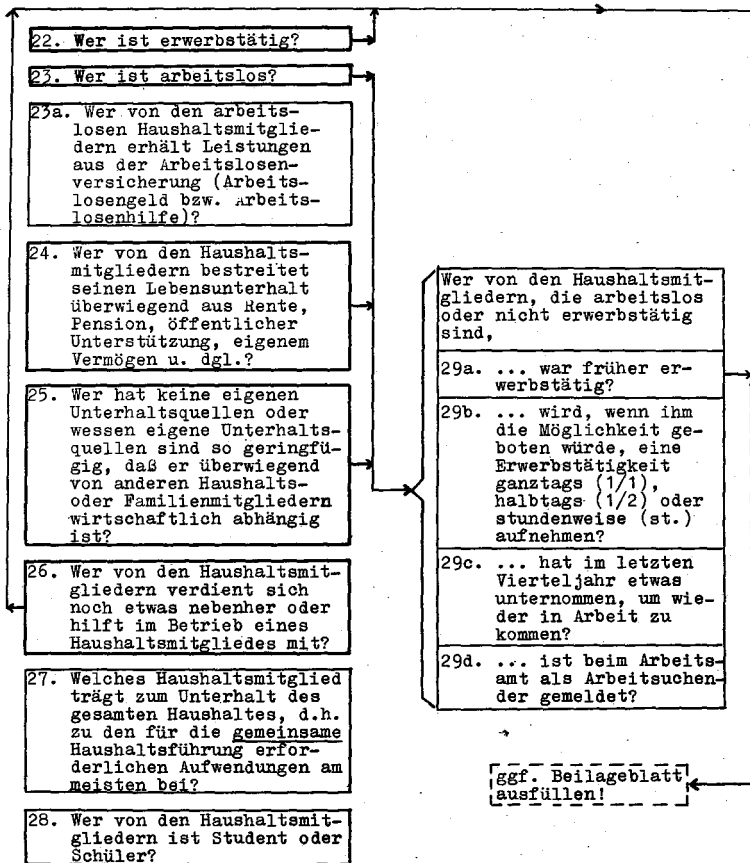 22. Wer ist erwerbstätig?
23. Wer ist arbeitslos?
23a. Wer von den arbeits-
losen Haushaltsmitglie-
dern erhält Leistungen
aus der Arbeitslosen-
versicherung (Arbeits-
losengeld bzw. Arbeits-
losenhilfe)?
24. Wer von den Haushalts-
mitgliedern bestreitet
seinen Lebensunterhalt
überwiegend aus Rente,
Pension, öffentlicher
Unterstützung, eigenem
Vermögen u. dgl.?
25. Wer hat keine eigenen
Unterhaltsquellen oder
wessen eigene Unterhalts-
quellen sind so geringfü-
gig, daß er überwiegend
von anderen Haushalts-
oder Familienmitgliedern
wirtschaftlich abhängig
ist?
26. Wer von den Haushaltsmit-
gliedern verdient sich
noch etwas nebenher oder
hilft im Betrieb eines
Haushaltsmitgliedes mit?
27. Welches Haushaltsmitglied
trägt zum Unterhalt des
gesamten Haushaltes, d.h.
zu den für die gemeinsame
Haushaltsführung erfor-
derlichen Aufwendungen am
meisten bei?
28. Wer von den Haushaltsmit-
gliedern ist Student oder
Schüler?
Wer von den Haushaltsmit-
gliedern, die arbeitslos
oder nicht erwerbstätig
sind,
29a. ... war früher er-
werbstätig?
29b. ... wird, wenn ihm
die Möglichkeit ge-
boten würde, eine
Erwerbstätigkeit
ganztags (1/1),
halbtags (1/2) oder
stundenweise (st.)
aufnehmen?
29c. ... hat im letzten
Vierteljahr etwas
unternommen, um wie-
der in Arbeit zu
kommen?
29d. ... ist beim Arbeits-
amt als Arbeitsuchen-
der gemeldet?
ggf. Beilageblatt
ausfüllen!